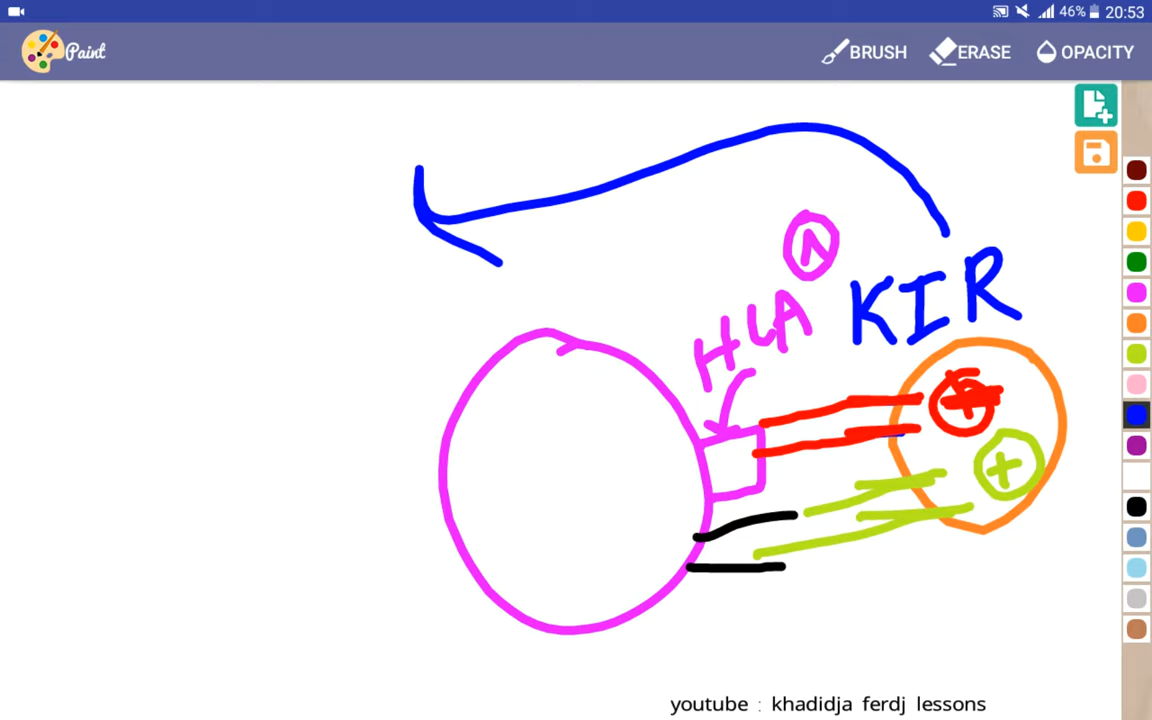 46% 20:53
Paint BRUSH ERASE OPACITY
HLA
KIR
+
+
youtube : khadidja ferdj lessons